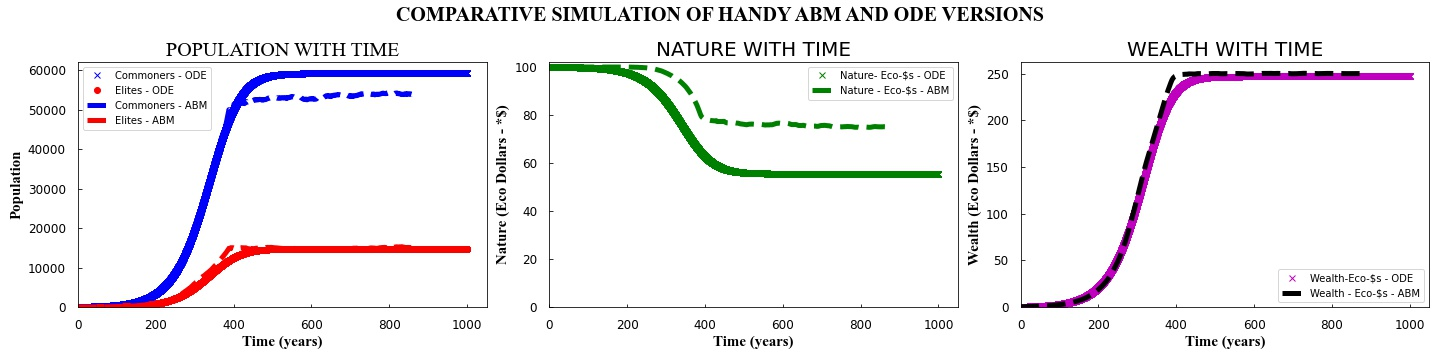 COMPARATIVE SIMULATION OF HANDY ABM AND ODE VERSIONS
POPULATION WITH TIME
60000
50000
40000
30000
20000
10000
0
Population
Commoners - ODE
Elites - ODE
Commoners - ABM
Elites - ABM
0 200 400 600 800 1000
Time (years)
NATURE WITH TIME
100
80
60
40
20
0
Nature (Eco Dollars - *$)
Nature- Eco-$s - ODE
Nature - Eco-$s - ABM
0 200 400 600 800 1000
Time (years)
WEALTH WITH TIME
250
200
150
100
50
0
Wealth (Eco Dollars - *$)
Wealth-Eco-$s - ODE
Wealth - Eco-$s - ABM
0 200 400 600 800 1000
Time (years)